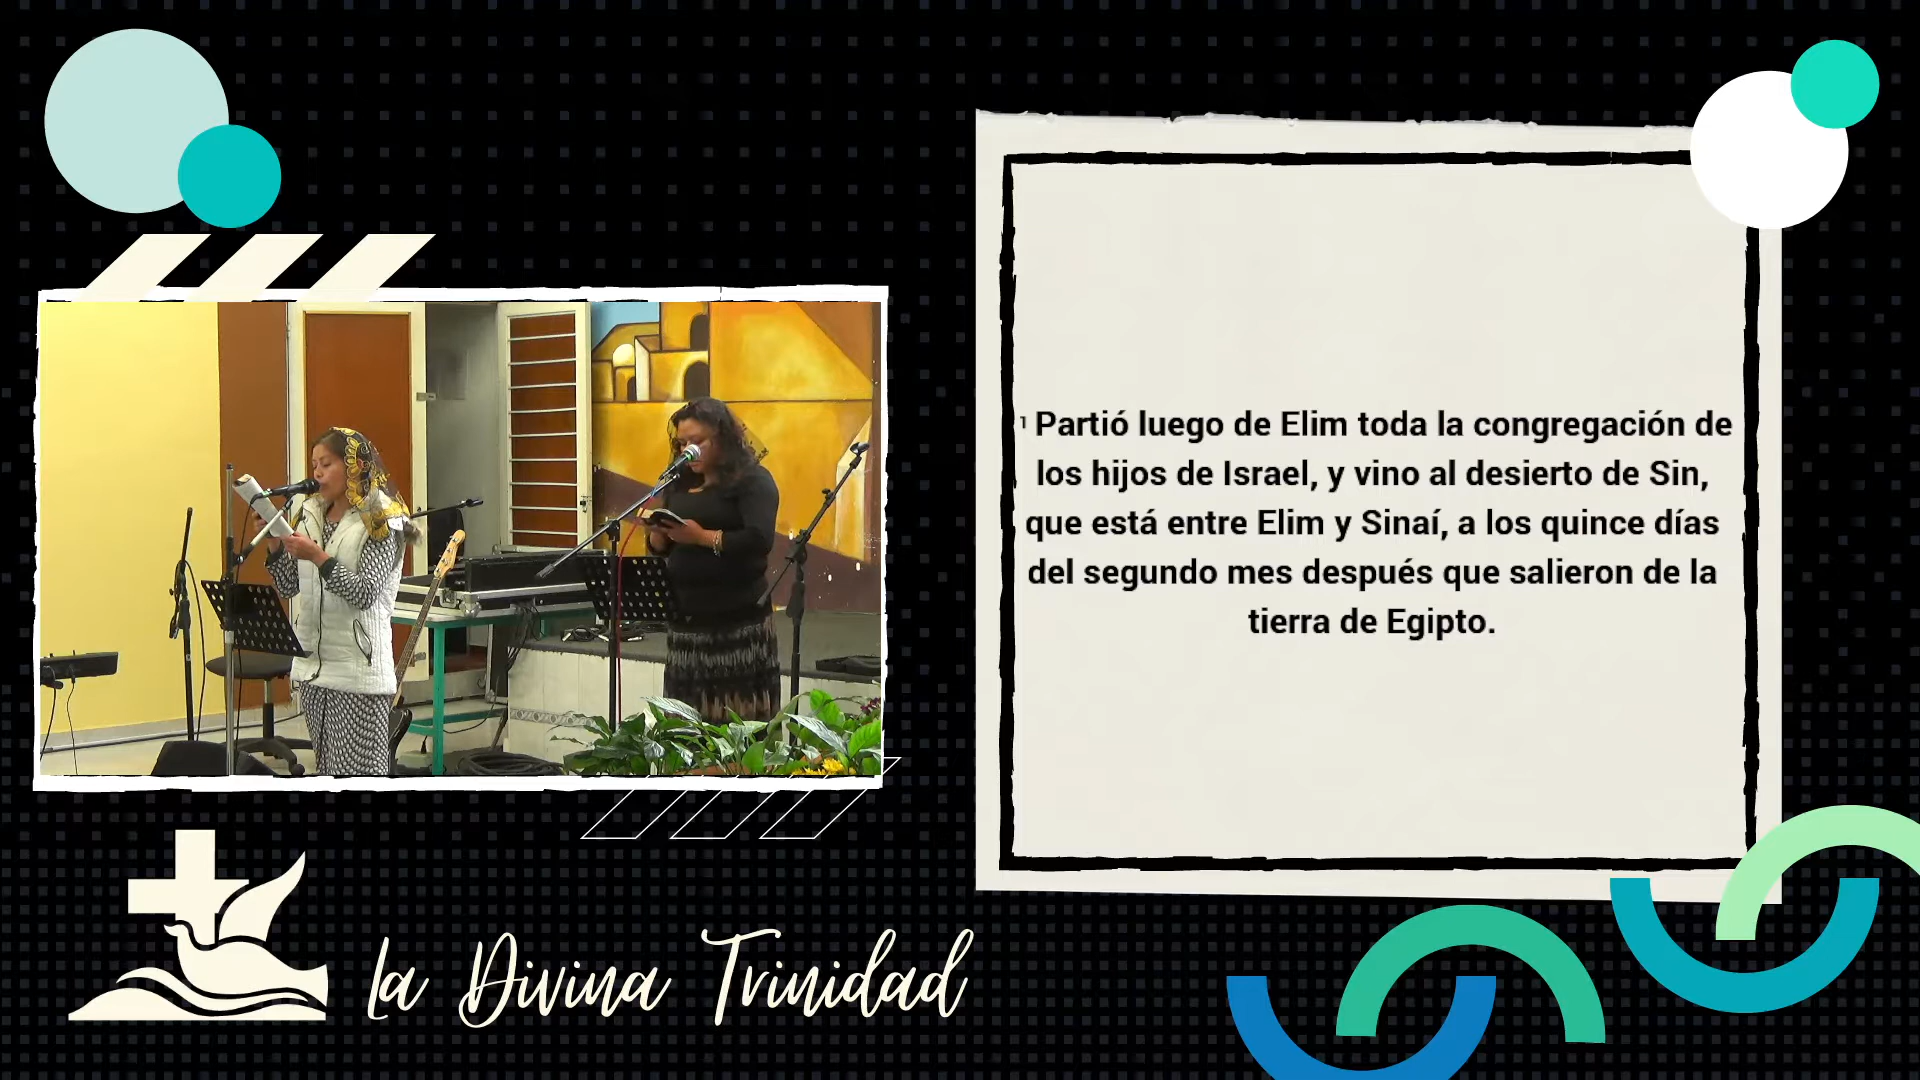 ¹ Partió luego de Elim toda la congregación de
los hijos de Israel, y vino al desierto de Sin,
que está entre Elim y Sinaí, a los quince días
del segundo mes después que salieron de la
tierra de Egipto.
la Divina Trinidad